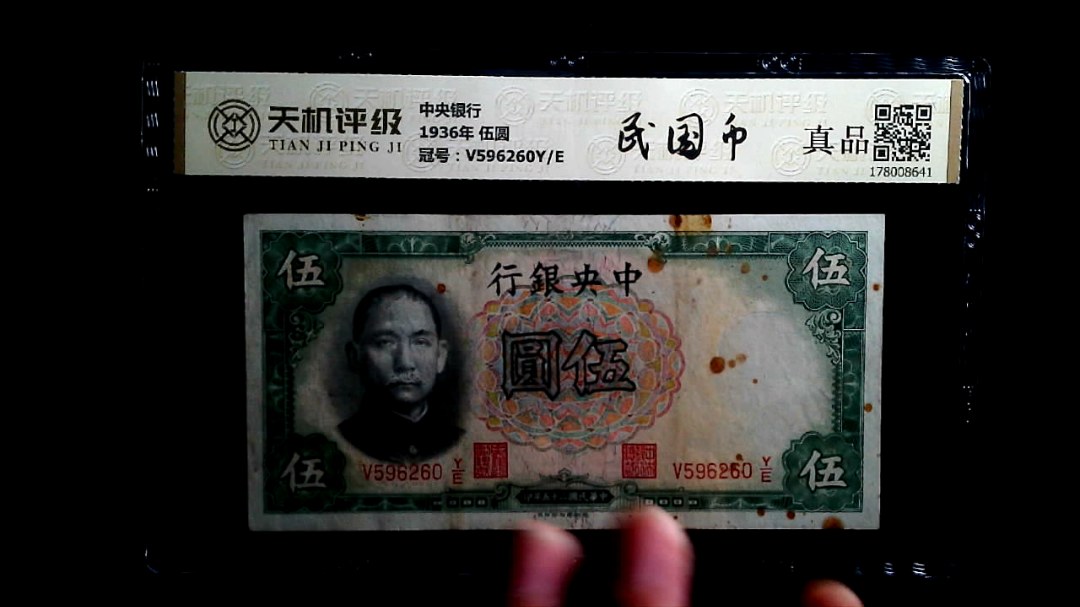 天机评级
TIAN JI PING JI
中央银行
1936年 伍圆
冠号：V596260Y/E
民国币
真品
178008641
伍
伍
行銀央中
圓伍
伍
V596260 Y/E
V596260 Y/E
伍